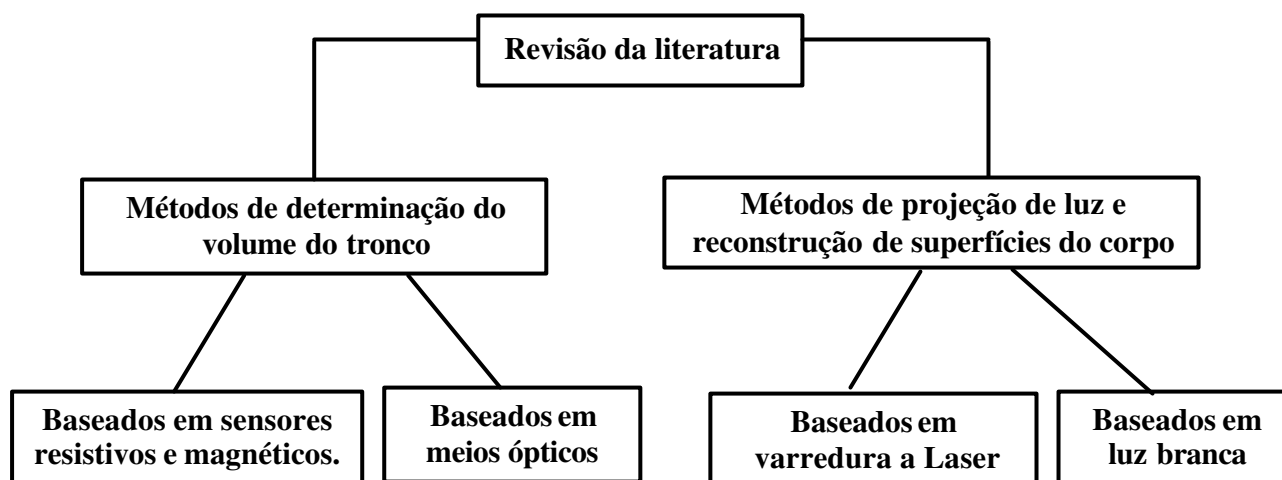 Revisão da literatura
Métodos de determinação do
volume do tronco
Métodos de projeção de luz e
reconstrução de superfícies do corpo
Baseados em sensores
resistivos e magnéticos.
Baseados em
meios ópticos
Baseados em
varredura a Laser
Baseados em
luz branca